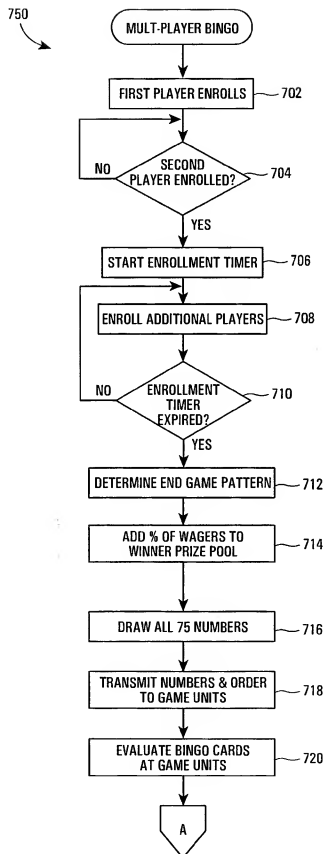 750
MULT-PLAYER BINGO
FIRST PLAYER ENROLLS
702
SECOND
PLAYER ENROLLED?
704
NO
YES
START ENROLLMENT TIMER
706
ENROLL ADDITIONAL PLAYERS
708
NO
ENROLLMENT
TIMER
EXPIRED?
710
YES
DETERMINE END GAME PATTERN
712
ADD % OF WAGERS TO
WINNER PRIZE POOL
714
DRAW ALL 75 NUMBERS
716
TRANSMIT NUMBERS & ORDER
TO GAME UNITS
718
EVALUATE BINGO CARDS
AT GAME UNITS
720
A